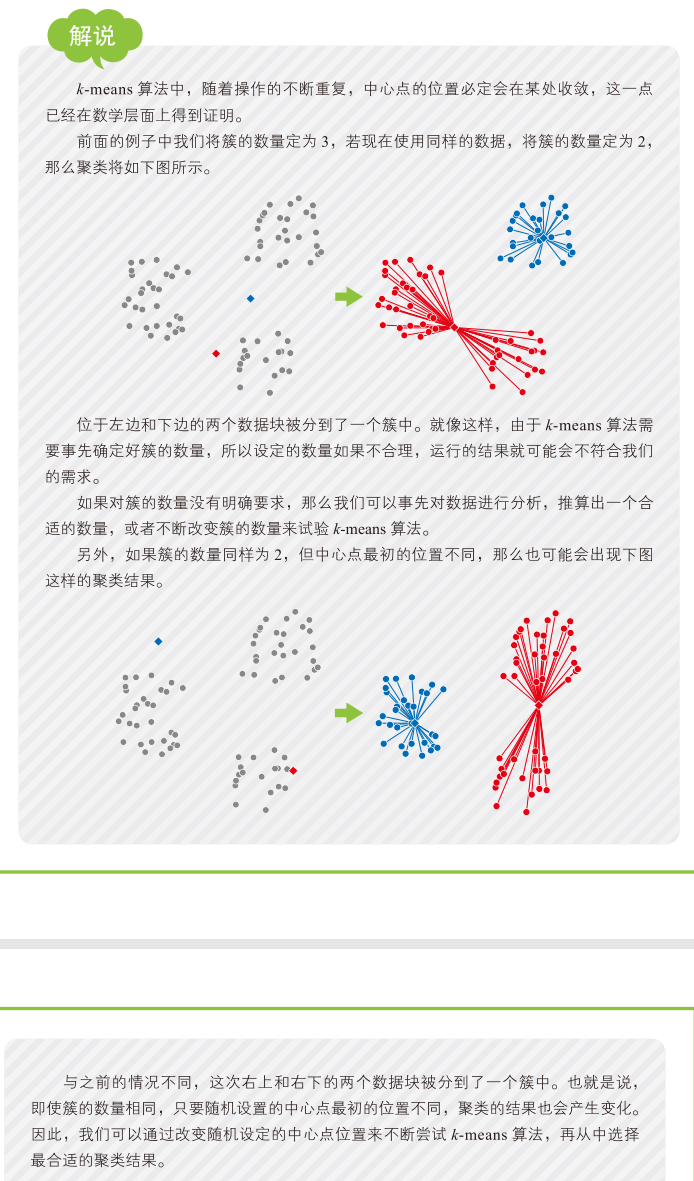 解说
k-means 算法中，随着操作的不断重复，中心点的位置必定会在某处收敛，这一点
已经在数学层面上得到证明。
前面的例子中我们将簇的数量定为 3，若现在使用同样的数据，将簇的数量定为 2，
那么聚类将如下图所示。
位于左边和下边的两个数据块被分到了一个簇中。就像这样，由于 k-means 算法需
要事先确定好簇的数量，所以设定的数量如果不合理，运行的结果就可能会不符合我们
的需求。
如果对簇的数量没有明确要求，那么我们可以事先对数据进行分析，推算出一个合
适的数量，或者不断改变簇的数量来试验 k-means 算法。
另外，如果簇的数量同样为 2，但中心点最初的位置不同，那么也可能会出现下图
这样的聚类结果。
与之前的情况不同，这次右上和右下的两个数据块被分到了一个簇中。也就是说，
即使簇的数量相同，只要随机设置的中心点最初的位置不同，聚类的结果也会产生变化。
因此，我们可以通过改变随机设定的中心点位置来不断尝试 k-means 算法，再从中选择
最合适的聚类结果。